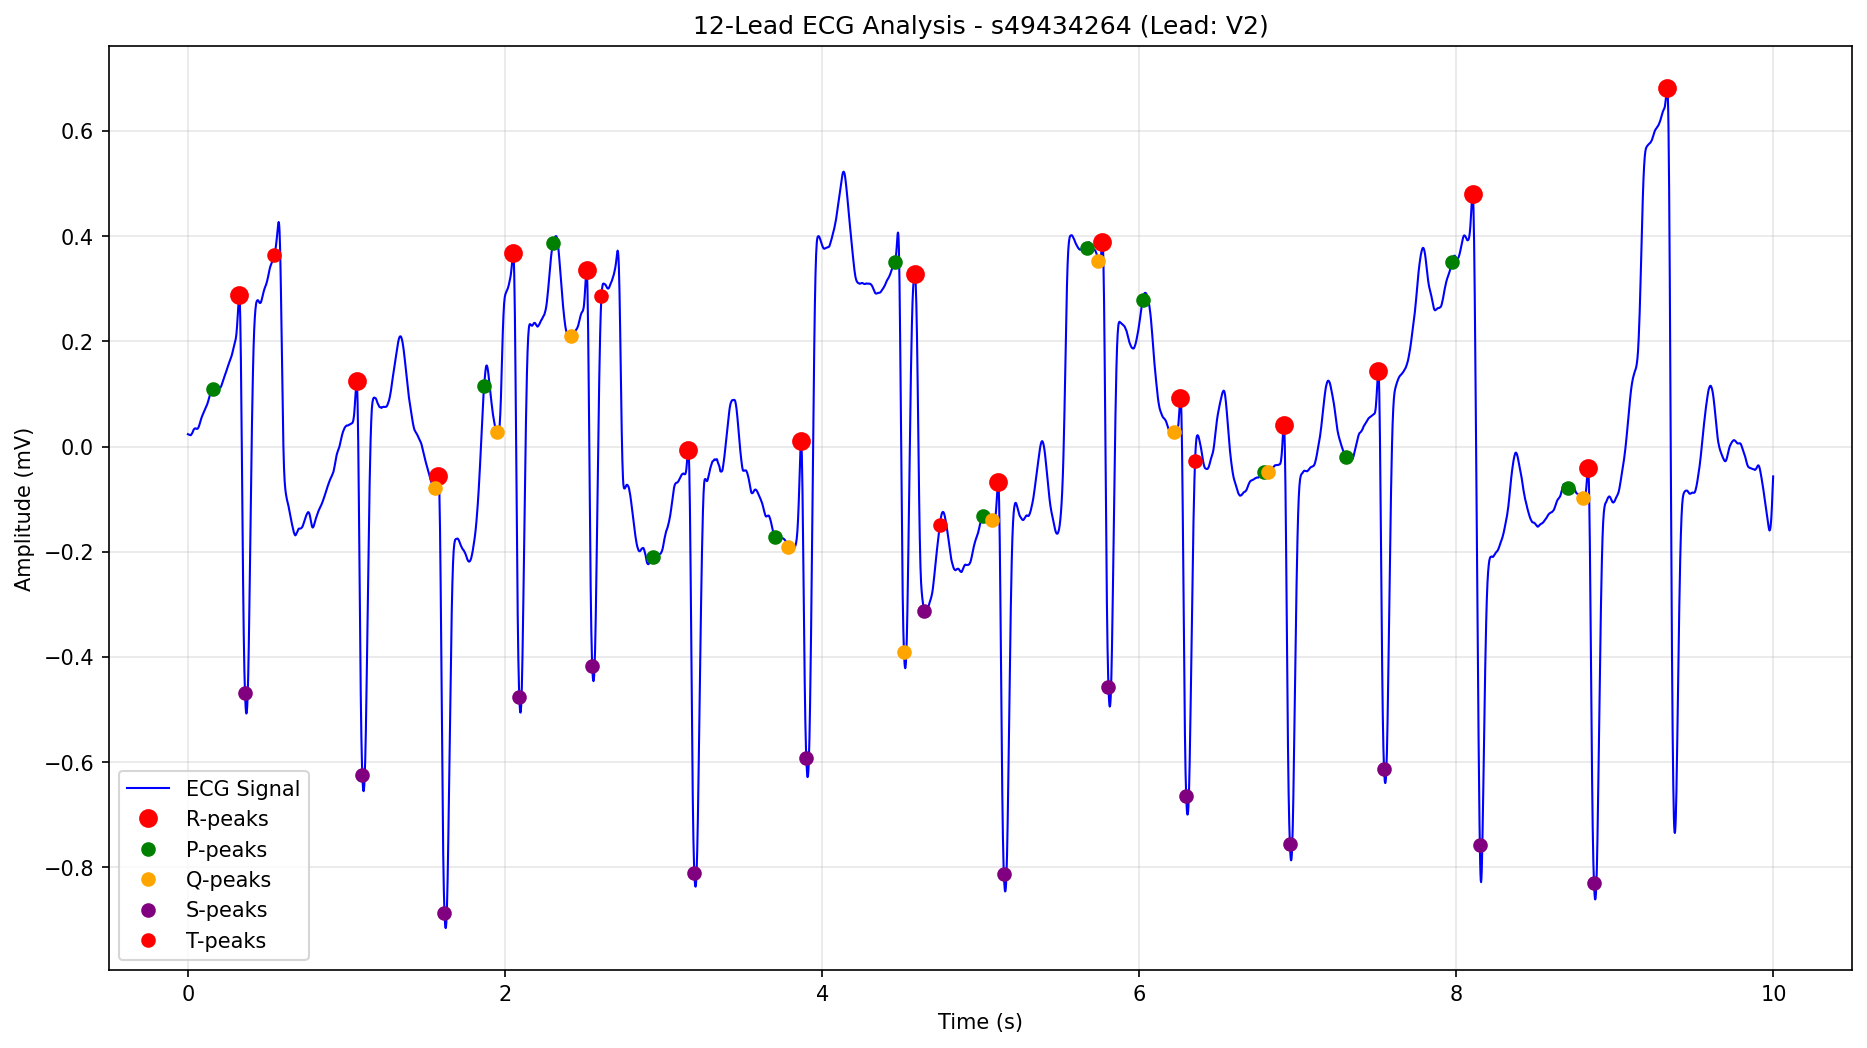 12-Lead ECG Analysis - s49434264 (Lead: V2)
Amplitude (mV)
0.6
0.4
0.2
0.0
−0.2
−0.4
−0.6
−0.8
ECG Signal
R-peaks
P-peaks
Q-peaks
S-peaks
T-peaks
0 2 4 6 8 10
Time (s)